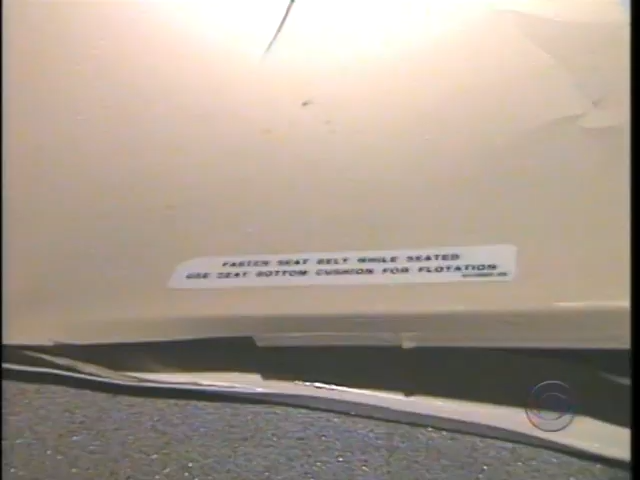 FASTEN SEAT BELT WHILE SEATED
USE SEAT BOTTOM CUSHION FOR FLOTATION